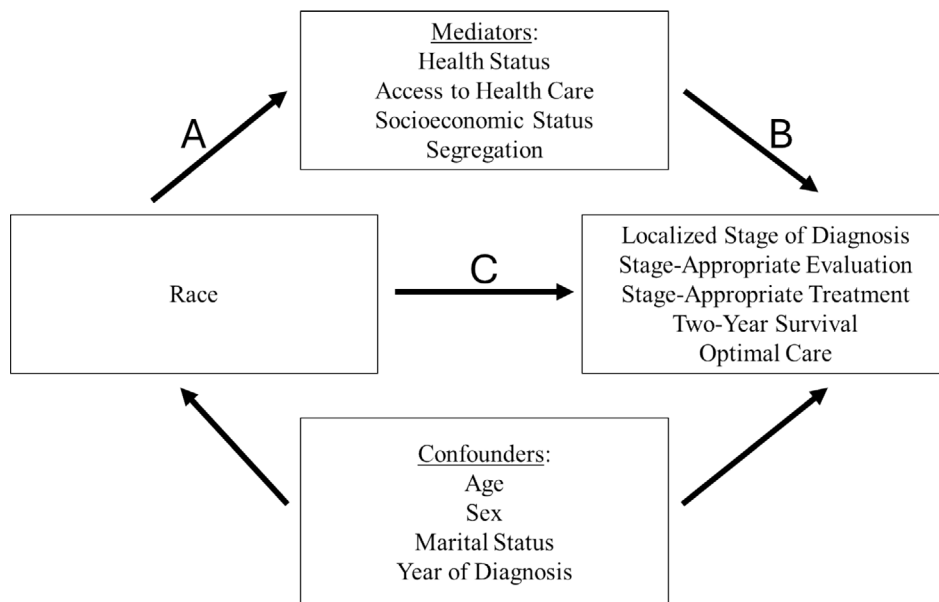 Mediators:
Health Status
Access to Health Care
Socioeconomic Status
Segregation
A
B
Race
C
Localized Stage of Diagnosis
Stage-Appropriate Evaluation
Stage-Appropriate Treatment
Two-Year Survival
Optimal Care
Confounders:
Age
Sex
Marital Status
Year of Diagnosis